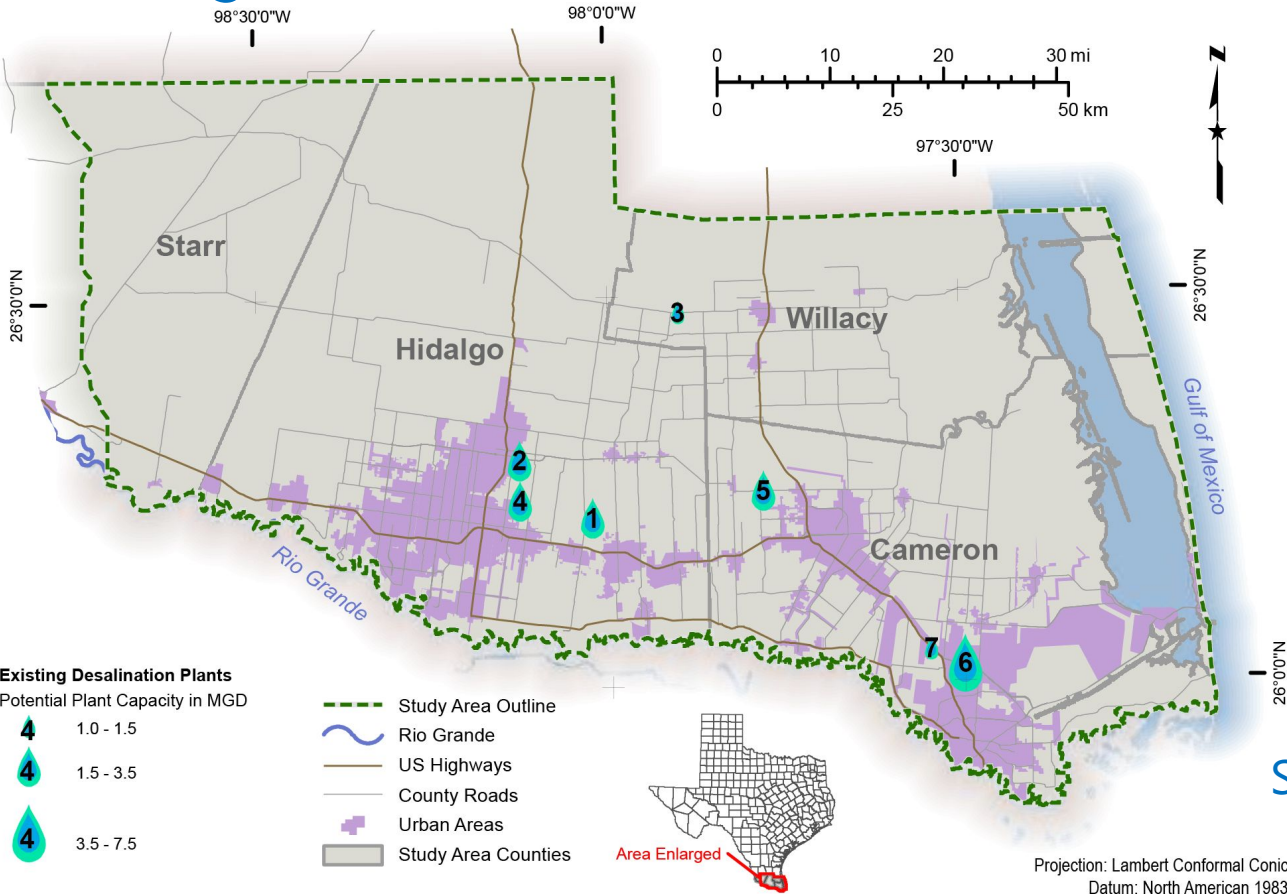 98°30'0"W
98°0'0"W
0 10 20 30 mi
0 25 50 km
N
97°30'0"W
Starr
26°30'0"N
26°30'0"N
3
Willacy
Hidalgo
Gulf of Mexico
2
4
1
5
Cameron
Rio Grande
7
6
26°0'0"N
Existing Desalination Plants
Potential Plant Capacity in MGD
4 1.0 - 1.5
4 1.5 - 3.5
4 3.5 - 7.5
Study Area Outline
Rio Grande
US Highways
County Roads
Urban Areas
Study Area Counties
Area Enlarged
S
Projection: Lambert Conformal Conic
Datum: North American 1983